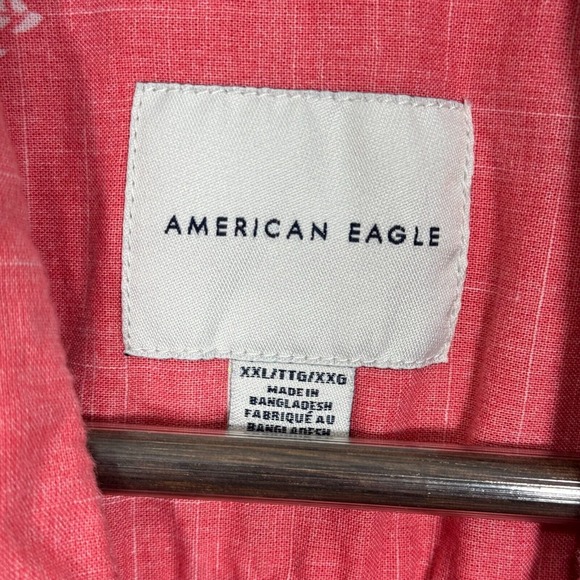 AMERICAN EAGLE
XXL/TTG/XXG
MADE IN
BANGLADESH
FABRIQUÉ AU
BANGLADESH